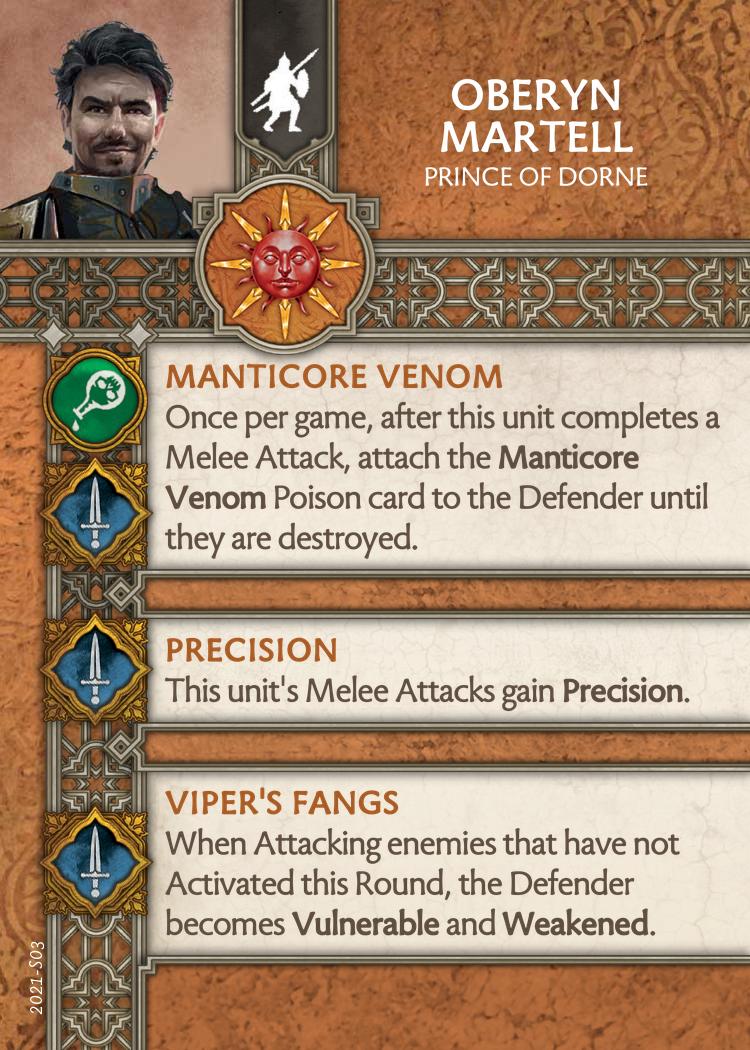 OBERYN
MARTELL
PRINCE OF DORNE
MANTICORE VENOM
Once per game, after this unit completes a
Melee Attack, attach the Manticore
Venom Poison card to the Defender until
they are destroyed.
PRECISION
This unit's Melee Attacks gain Precision.
VIPER'S FANGS
When Attacking enemies that have not
Activated this Round, the Defender
becomes Vulnerable and Weakened.
2021-S03